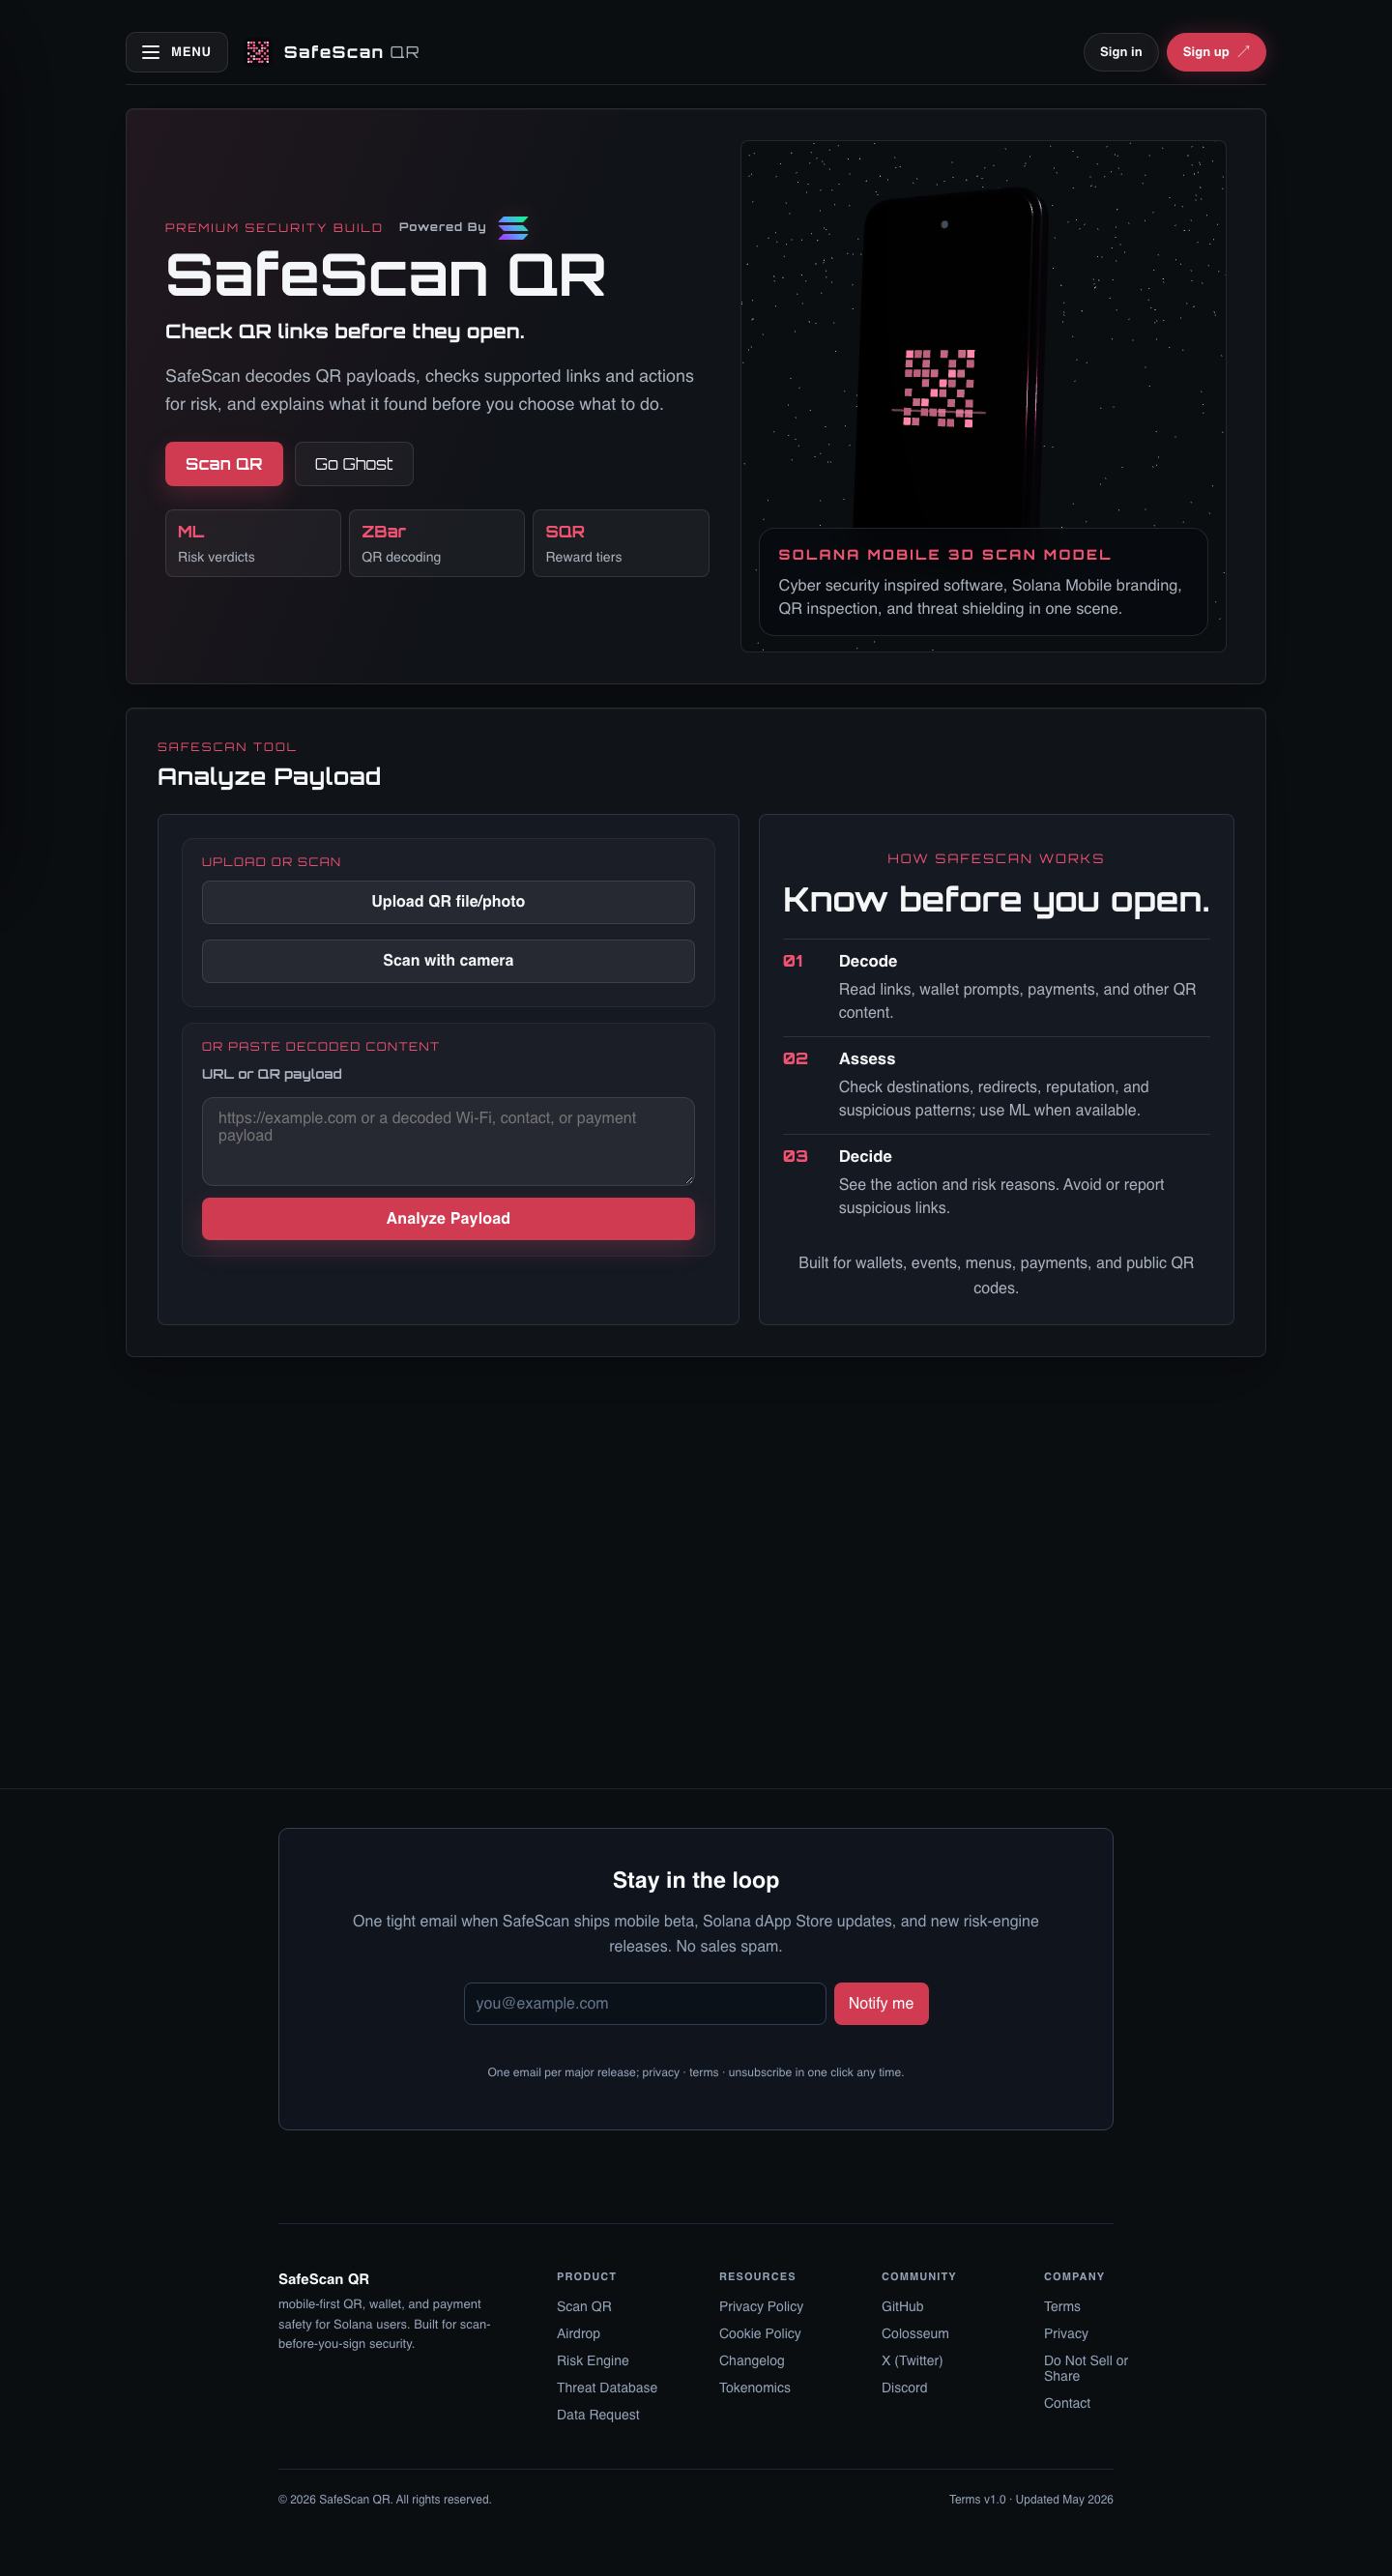 MENU
SafeScan QR
Sign in
Sign up ↗
PREMIUM SECURITY BUILD
Powered By
SafeScan QR
Check QR links before they open.
SafeScan decodes QR payloads, checks supported links and actions
for risk, and explains what it found before you choose what to do.
Scan QR
Go Ghost
ML
Risk verdicts
ZBar
QR decoding
SQR
Reward tiers
SOLANA MOBILE 3D SCAN MODEL
Cyber security inspired software, Solana Mobile branding,
QR inspection, and threat shielding in one scene.
SAFESCAN TOOL
Analyze Payload
UPLOAD OR SCAN
Upload QR file/photo
Scan with camera
OR PASTE DECODED CONTENT
URL or QR payload
https://example.com or a decoded Wi-Fi, contact, or payment
payload
Analyze Payload
HOW SAFESCAN WORKS
Know before you open.
01
Decode
Read links, wallet prompts, payments, and other QR
content.
02
Assess
Check destinations, redirects, reputation, and
suspicious patterns; use ML when available.
03
Decide
See the action and risk reasons. Avoid or report
suspicious links.
Built for wallets, events, menus, payments, and public QR
codes.
Stay in the loop
One tight email when SafeScan ships mobile beta, Solana dApp Store updates, and new risk-engine
releases. No sales spam.
you@example.com
Notify me
One email per major release; privacy · terms · unsubscribe in one click any time.
SafeScan QR
mobile-first QR, wallet, and payment
safety for Solana users. Built for scan-
before-you-sign security.
PRODUCT
Scan QR
Airdrop
Risk Engine
Threat Database
Data Request
RESOURCES
Privacy Policy
Cookie Policy
Changelog
Tokenomics
COMMUNITY
GitHub
Colosseum
X (Twitter)
Discord
COMPANY
Terms
Privacy
Do Not Sell or
Share
Contact
© 2026 SafeScan QR. All rights reserved.
Terms v1.0 · Updated May 2026